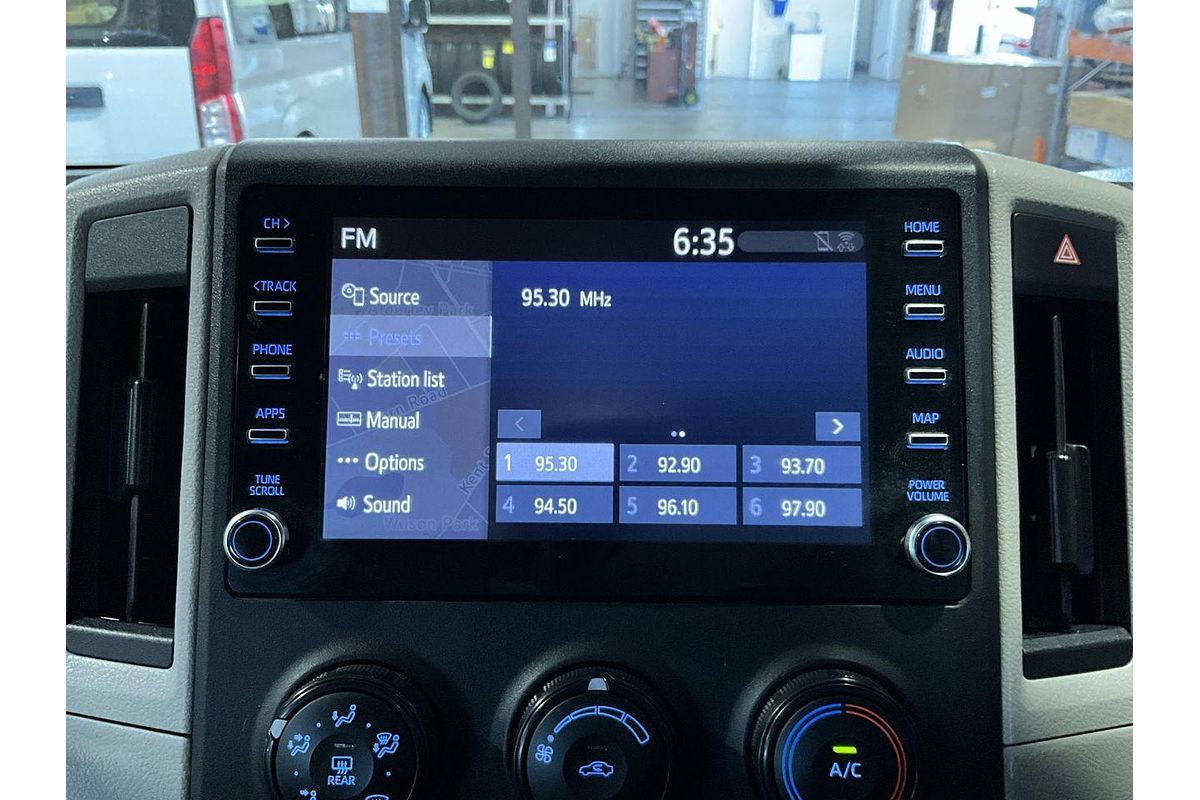 CH >
<TRACK
PHONE
APPS
TUNE
SCROLL
FM
6:35
Source
Presets
Station list
Manual
Options
Sound
Wilson Park
95.30 MHz
<
>
1 95.30
2 92.90
3 93.70
4 94.50
5 96.10
6 97.90
HOME
MENU
AUDIO
MAP
POWER
VOLUME
REAR
A/C